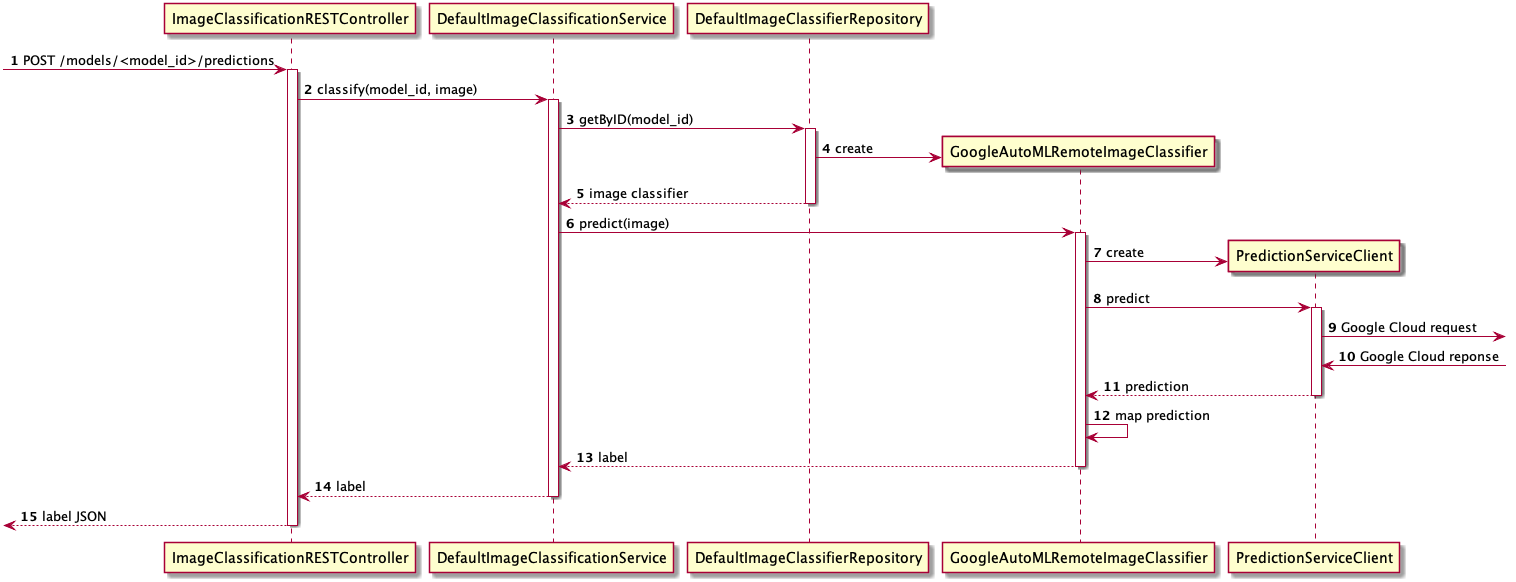 ImageClassificationRESTController
DefaultImageClassificationService
DefaultImageClassifierRepository
1 POST /models/<model_id>/predictions
2 classify(model_id, image)
3 getByID(model_id)
4 create
GoogleAutoMLRemoteImageClassifier
5 image classifier
6 predict(image)
7 create
PredictionServiceClient
8 predict
9 Google Cloud request
10 Google Cloud reponse
11 prediction
12 map prediction
13 label
14 label
15 label JSON
ImageClassificationRESTController
DefaultImageClassificationService
DefaultImageClassifierRepository
GoogleAutoMLRemoteImageClassifier
PredictionServiceClient